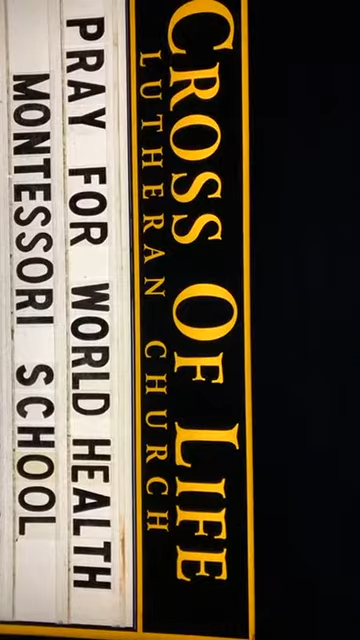 CROSS OF LIFE
LUTHERAN CHURCH
PRAY FOR WORLD HEALTH
MONTESSORI SCHOOL